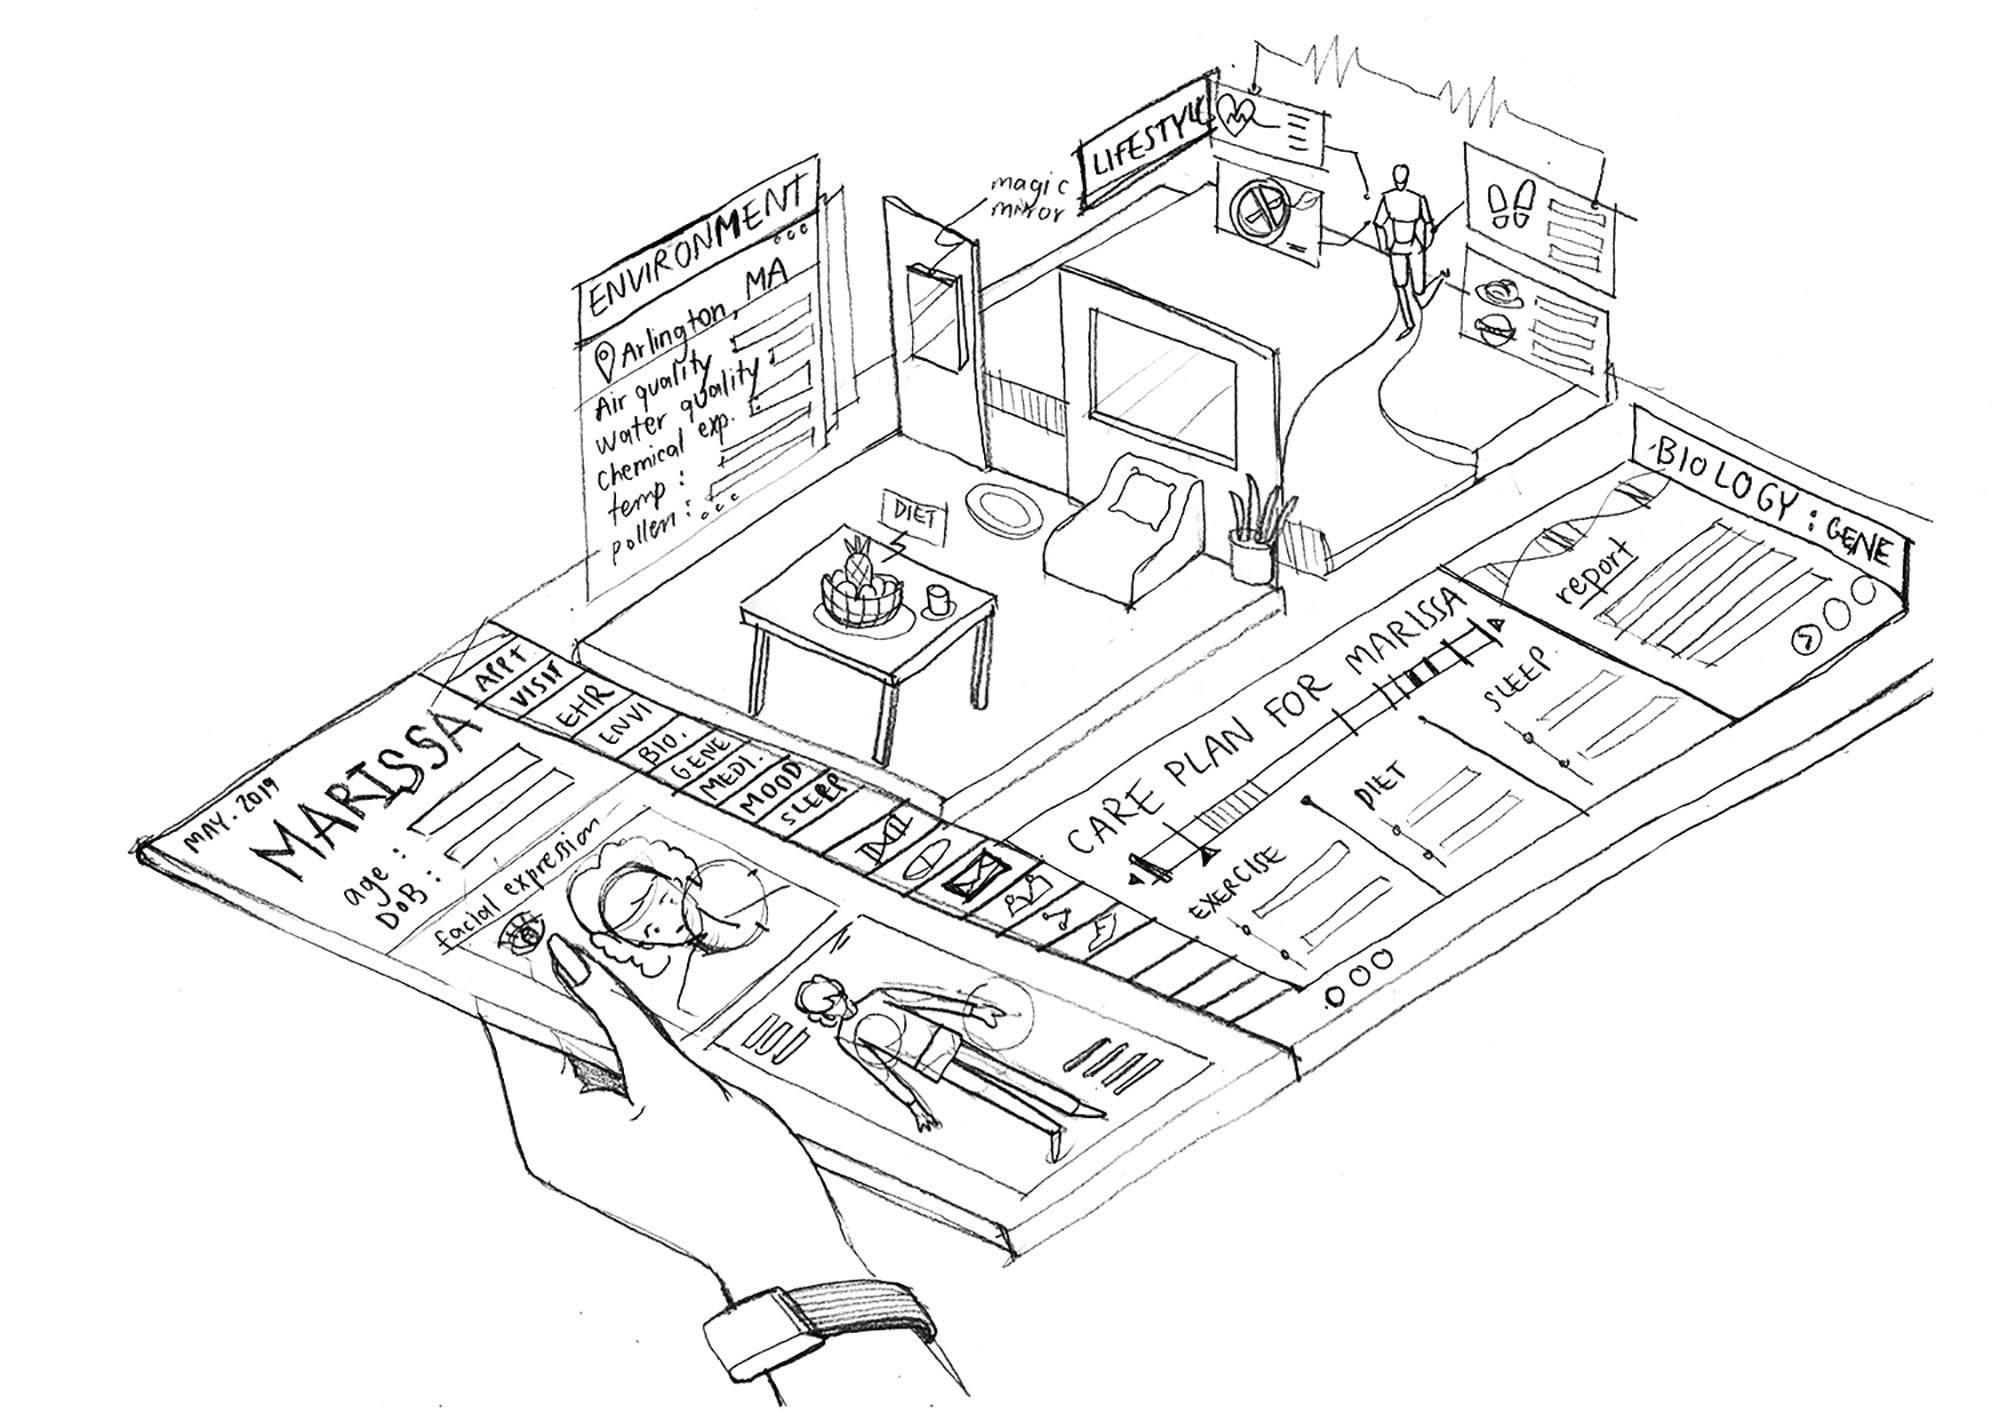 ENVIRONMENT
Arlington, MA
Air quality :
water quality :
chemical exp. :
temp :
pollen :
magic
mirror
LIFESTYLE
DIET
BIOLOGY : GENE
report
MAY. 2019
MARISSA
age :
DOB :
facial expression
APPT
VISIT
EHR
ENVI
BIO.
GENE
MEDI.
MOOD
SLEEP
CARE PLAN FOR MARISSA
EXERCISE
DIET
SLEEP